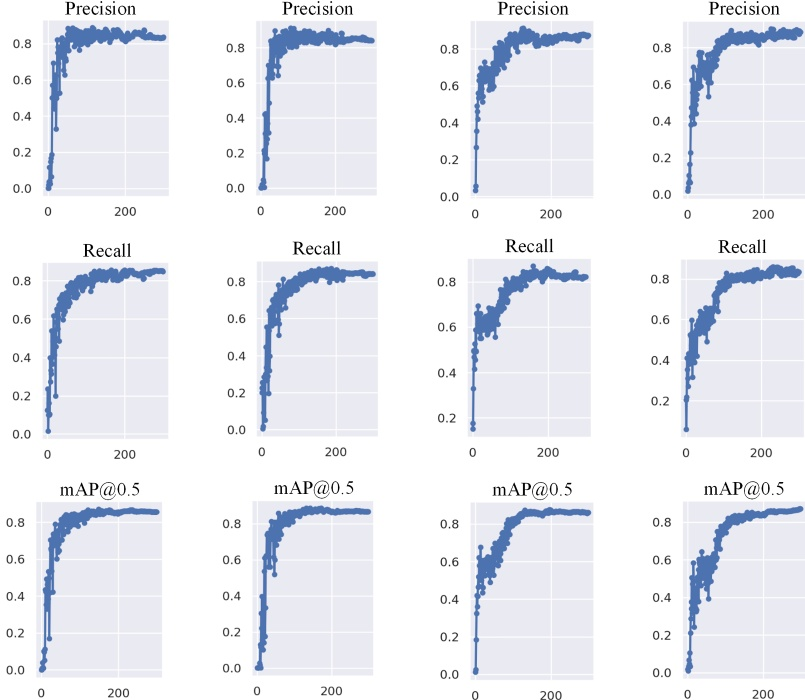 Precision Precision Precision Precision
0.8 0.8 0.8 0.8
0.6 0.6 0.6 0.6
0.4 0.4 0.4 0.4
0.2 0.2 0.2 0.2
0.0 0.0 0.0 0.0
0 200 0 200 0 200 0 200
Recall Recall Recall Recall
0.8 0.8 0.8 0.8
0.6 0.6 0.6 0.6
0.4 0.4 0.4 0.4
0.2 0.2 0.2 0.2
0.0 0.0
0 200 0 200 0 200 0 200
mAP@0.5 mAP@0.5 mAP@0.5 mAP@0.5
0.8 0.8 0.8 0.8
0.6 0.6 0.6 0.6
0.4 0.4 0.4 0.4
0.2 0.2 0.2 0.2
0.0 0.0 0.0 0.0
0 200 0 200 0 200 0 200